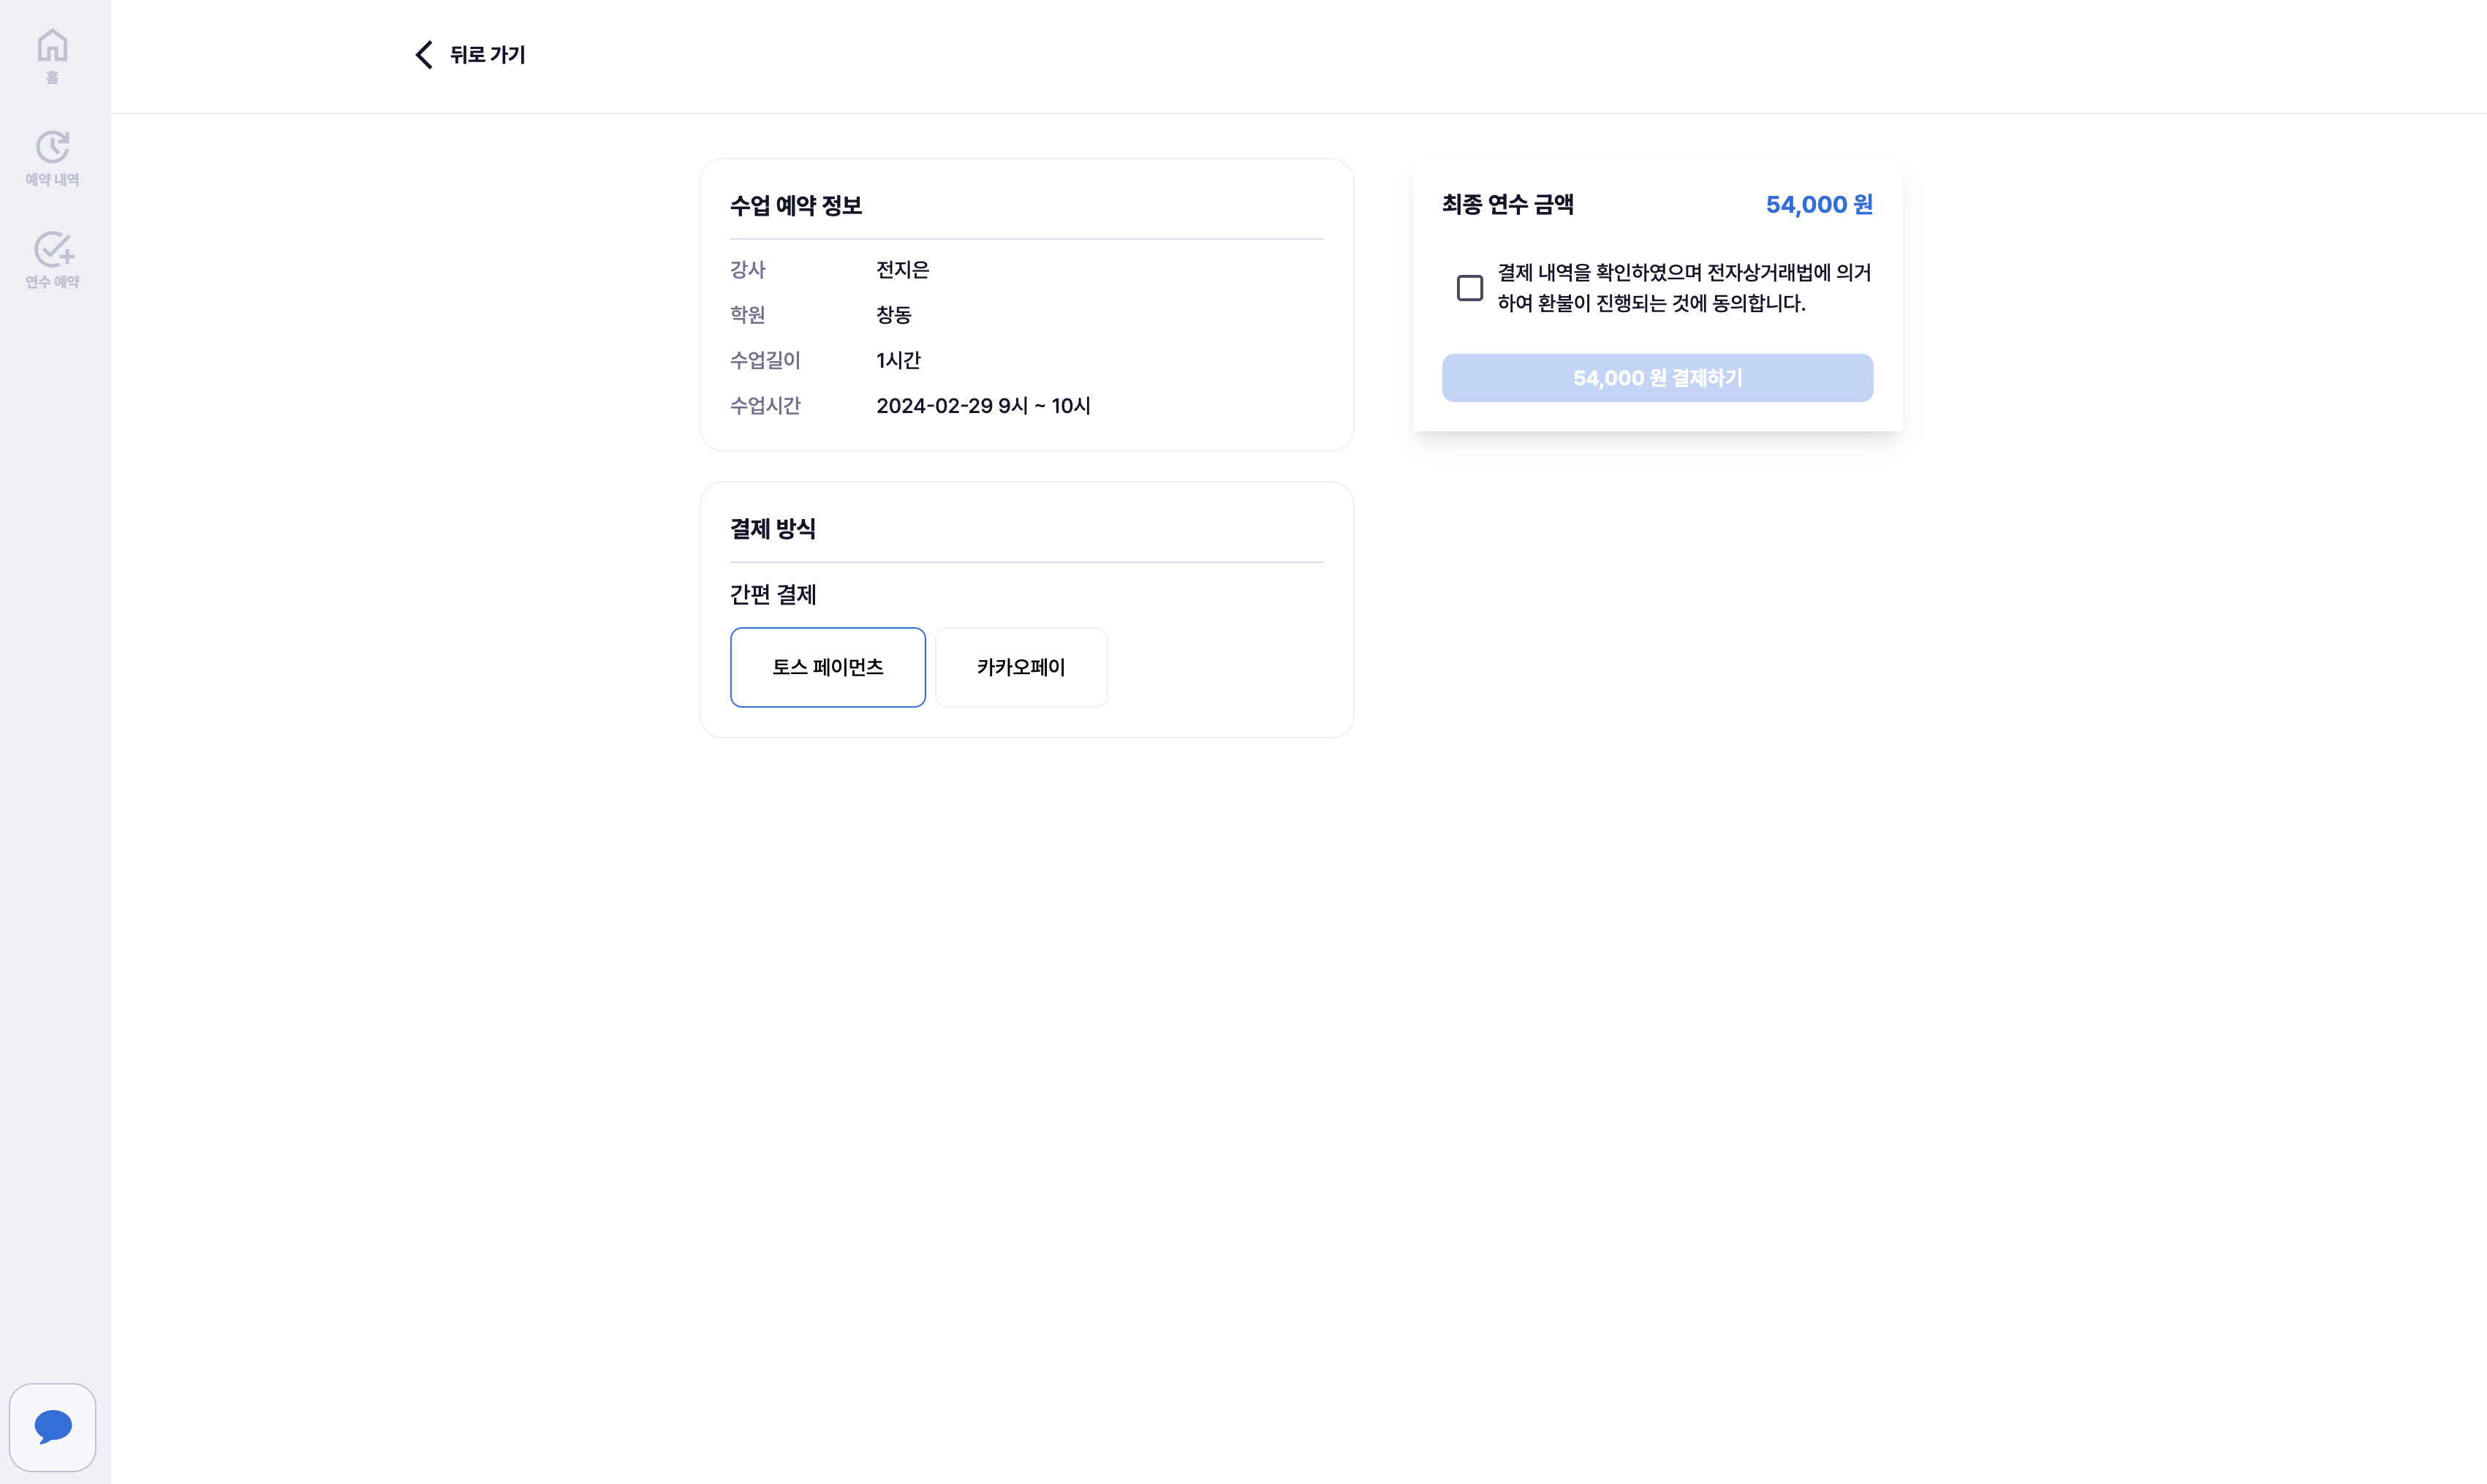 홈
예약 내역
연수 예약
뒤로 가기
수업 예약 정보
강사 전지은
학원 창동
수업길이 1시간
수업시간 2024-02-29 9시 ~ 10시
결제 방식
간편 결제
토스 페이먼츠 카카오페이
최종 연수 금액 54,000 원
결제 내역을 확인하였으며 전자상거래법에 의거
하여 환불이 진행되는 것에 동의합니다.
54,000 원 결제하기